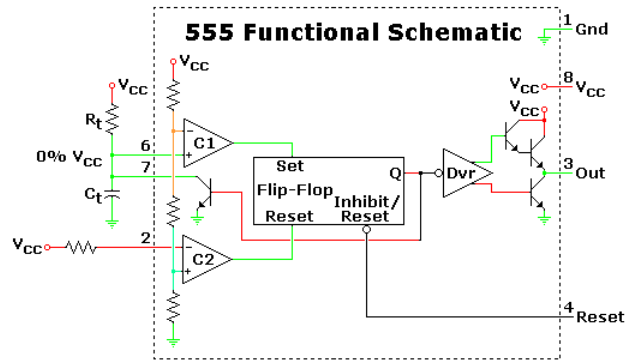 555 Functional Schematic
1 Gnd
VCC
VCC
VCC 8 VCC
VCC
Rt
6
C1
0% VCC
7
Set
Q
Dvr
3 Out
Flip-Flop
Ct
Inhibit/
Reset
Reset
VCC
2
C2
4
Reset